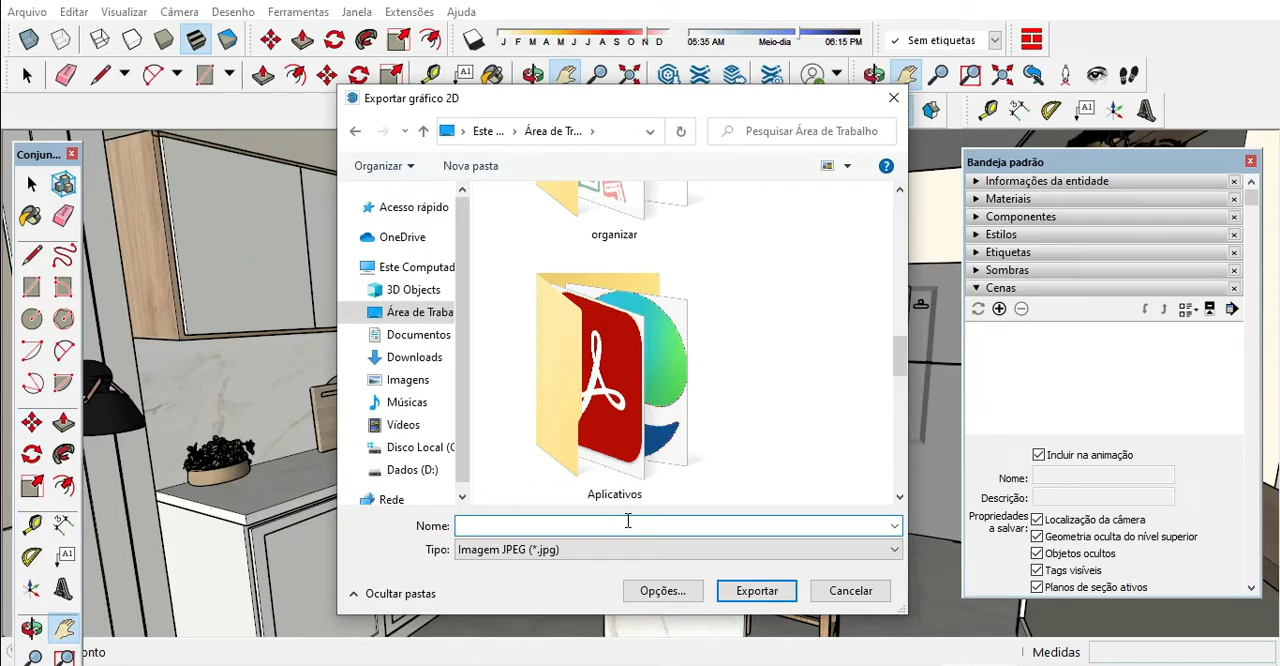 Arquivo Editar Visualizar Câmera Desenho Ferramentas Janela Extensões Ajuda
J F M A M J J A S O N D 05:35 AM Meio-dia 06:15 PM Sem etiquetas
A1
Exportar gráfico 2D
Este ... Área de Tr... Pesquisar Área de Trabalho
Organizar Nova pasta
Acesso rápido
OneDrive
Este Computad
3D Objects
Área de Traba
Documentos
Downloads
Imagens
Músicas
Vídeos
Disco Local (C
Dados (D:)
Rede
organizar
Aplicativos
Nome:
Tipo: Imagem JPEG (*.jpg)
Ocultar pastas Opções... Exportar Cancelar
Conjun...
A1
A1
Bandeja padrão
Informações da entidade
Materiais
Componentes
Estilos
Etiquetas
Sombras
Cenas
Incluir na animação
Nome:
Descrição:
Propriedades a salvar:
Localização da câmera
Geometria oculta do nível superior
Objetos ocultos
Tags visíveis
Planos de seção ativos
onto
Medidas